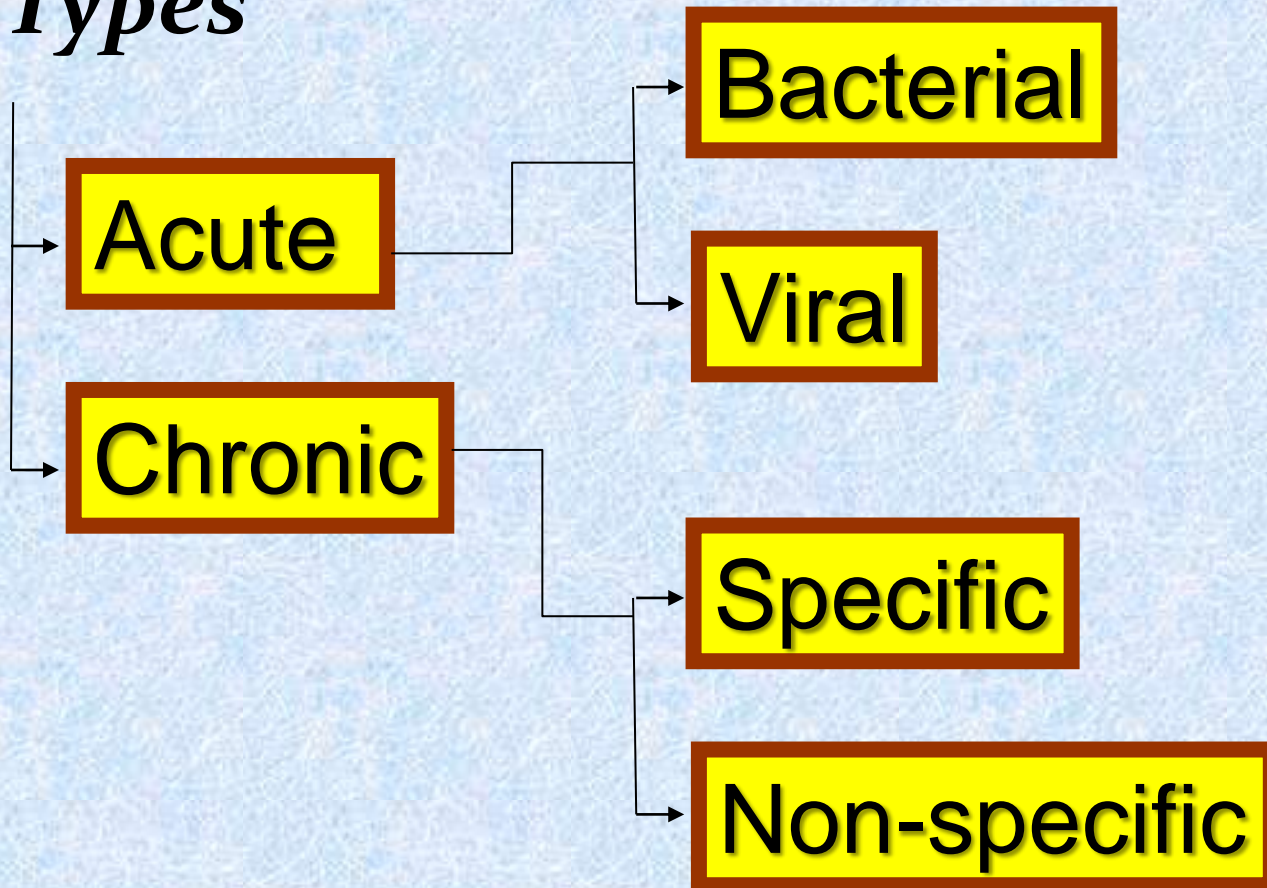 Types
Bacterial
Acute
Viral
Chronic
Specific
Non-specific